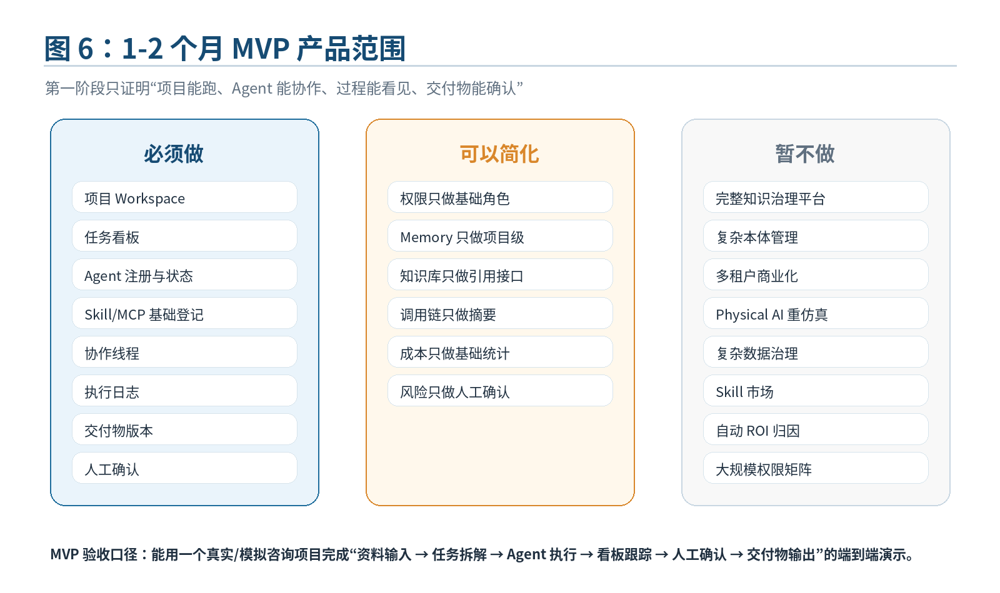 图 6：1-2 个月 MVP 产品范围
第一阶段只证明“项目能跑、Agent 能协作、过程能看见、交付物能确认”
必须做
项目 Workspace
任务看板
Agent 注册与状态
Skill/MCP 基础登记
协作线程
执行日志
交付物版本
人工确认
可以简化
权限只做基础角色
Memory 只做项目级
知识库只做引用接口
调用链只做摘要
成本只做基础统计
风险只做人工确认
暂不做
完整知识治理平台
复杂本体管理
多租户商业化
Physical AI 重仿真
复杂数据治理
Skill 市场
自动 ROI 归因
大规模权限矩阵
MVP 验收口径：能用一个真实/模拟咨询项目完成“资料输入 → 任务拆解 → Agent 执行 → 看板跟踪 → 人工确认 → 交付物输出”的端到端演示。